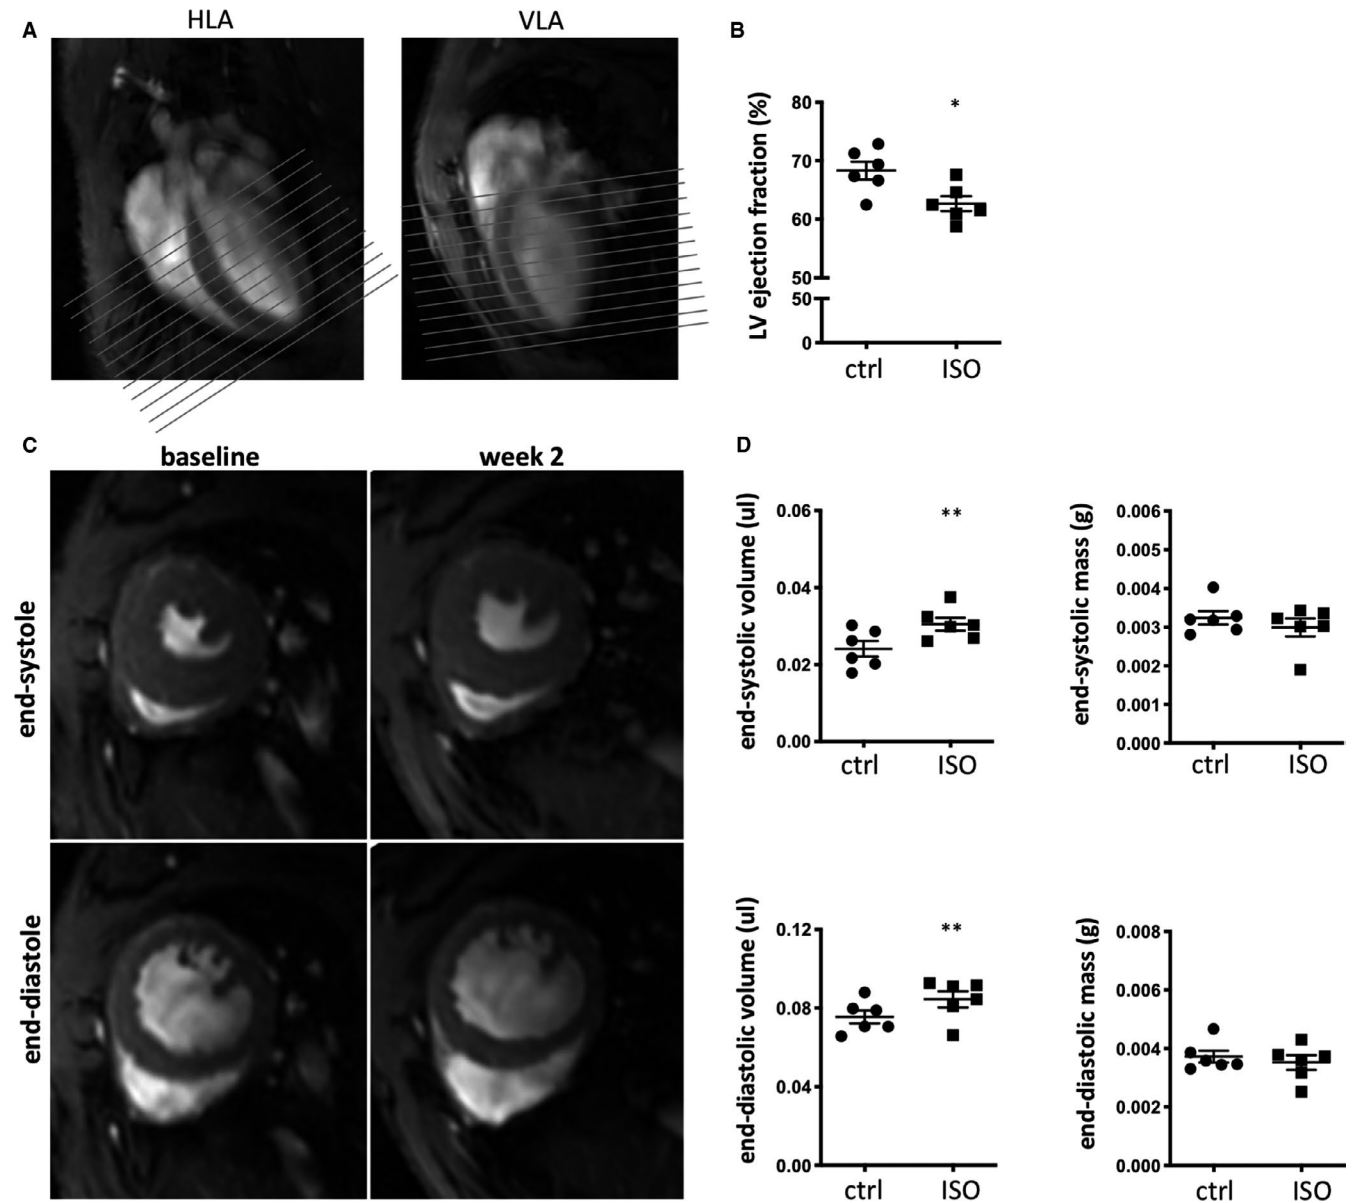 A
HLA
VLA
B
LV ejection fraction (%)
80
70
60
50
50
0
*
ctrl
ISO
C
baseline
week 2
end-systole
end-diastole
D
end-systolic volume (ul)
0.06
0.04
0.02
0.00
**
ctrl
ISO
end-systolic mass (g)
0.006
0.005
0.004
0.003
0.002
0.001
0.000
ctrl
ISO
end-diastolic volume (ul)
0.12
0.08
0.04
0.00
**
ctrl
ISO
end-diastolic mass (g)
0.008
0.006
0.004
0.002
0.000
ctrl
ISO